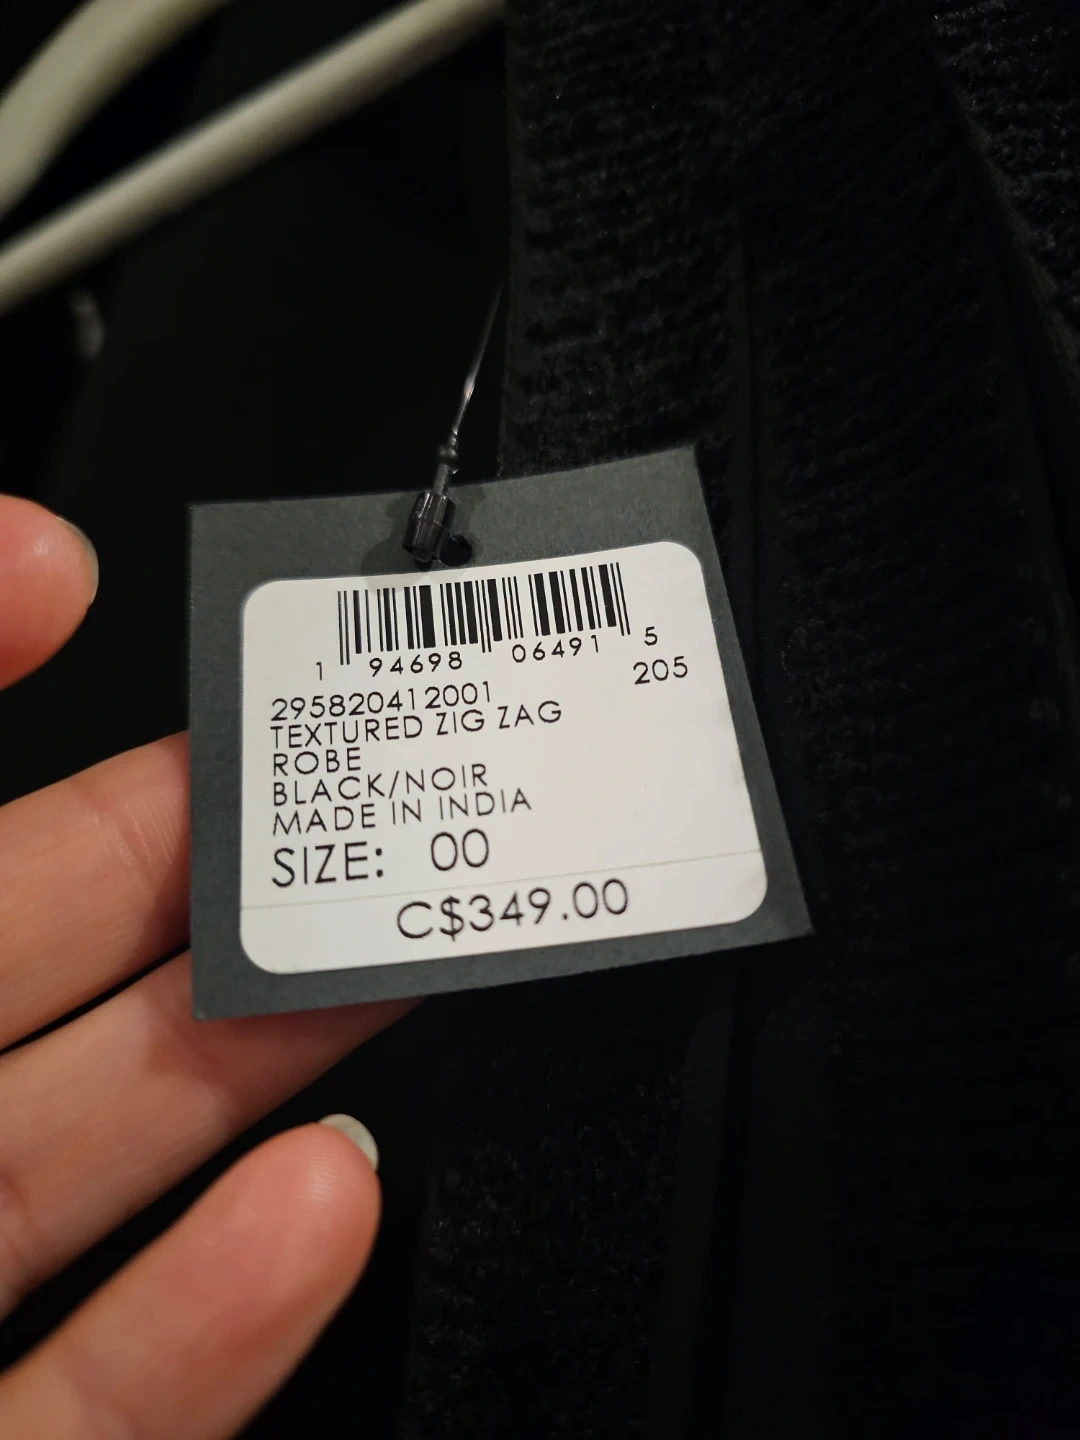 1 94698 06491 5
295820412001 205
TEXTURED ZIG ZAG
ROBE
BLACK/NOIR
MADE IN INDIA
SIZE: 00
C$349.00